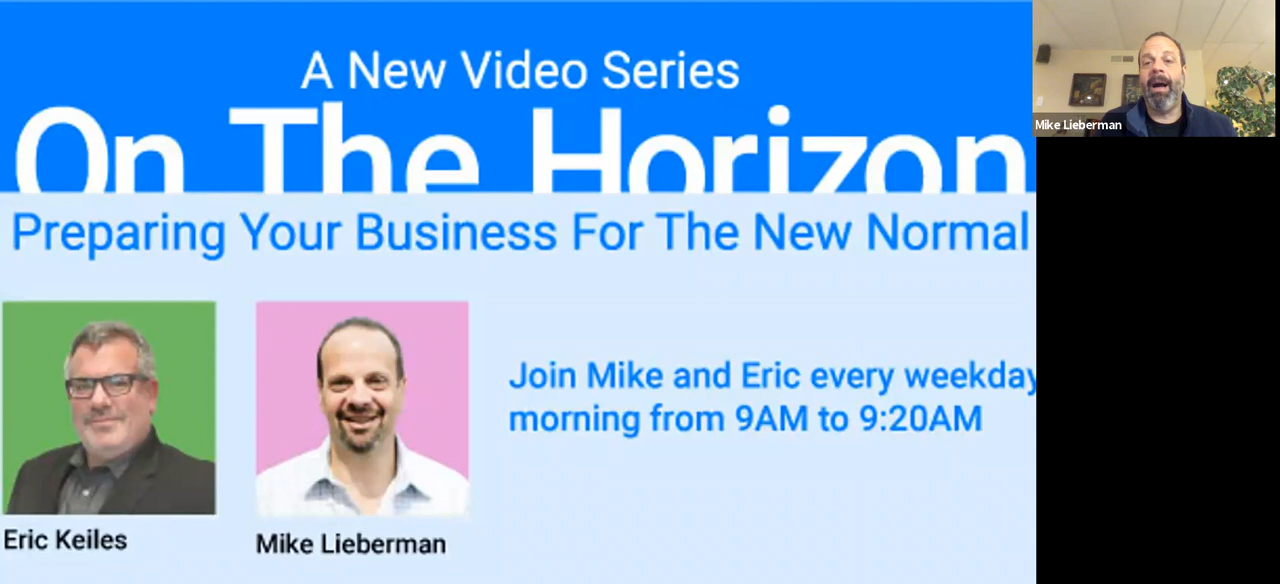 A New Video Series
On The Horizon
Preparing Your Business For The New Normal
Join Mike and Eric every weekday
morning from 9AM to 9:20AM
Eric Keiles
Mike Lieberman
Mike Lieberman